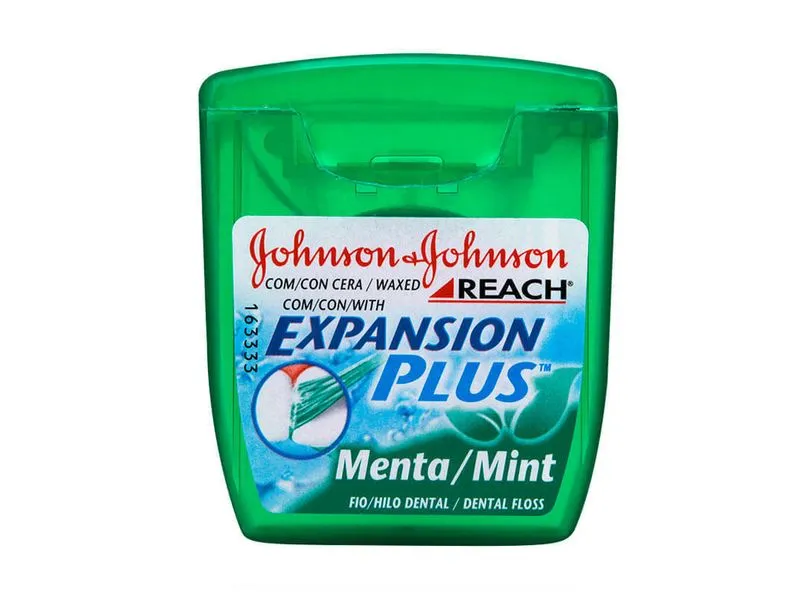 Johnson & Johnson
COM/CON CERA / WAXED
REACH®
COM/CON/WITH
EXPANSION
PLUS™
163333
Menta/Mint
FIO/HILO DENTAL / DENTAL FLOSS